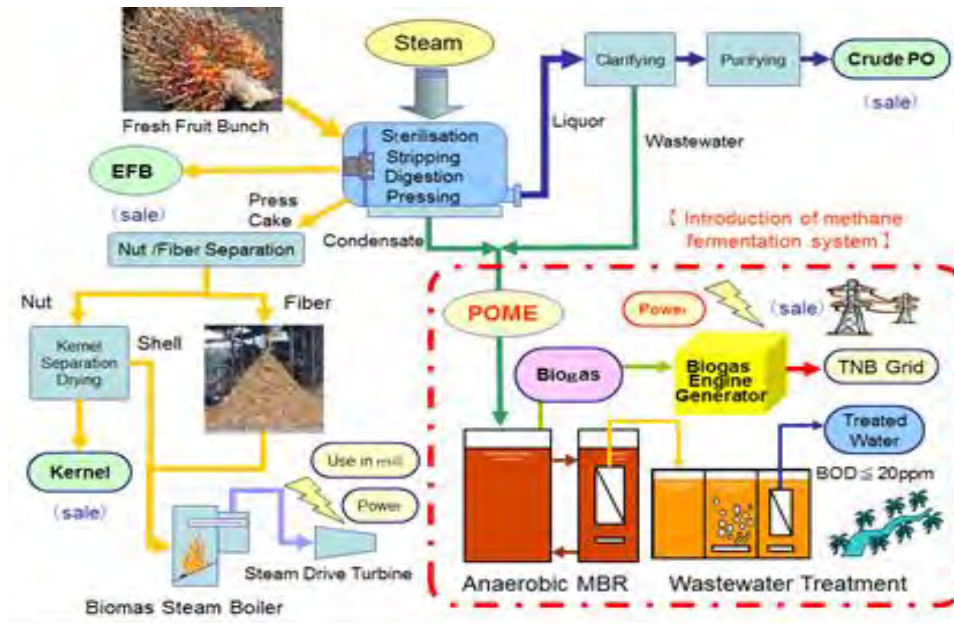 Steam
Fresh Fruit Bunch
Sterilisation
Stripping
Digestion
Pressing
Clarifying
Purifying
Crude PO
(sale)
Liquor
Wastewater
EFB
(sale)
Press
Cake
Condensate
【 Introduction of methane
fermentation system 】
Nut /Fiber Separation
Nut
Fiber
Shell
Kernel
Separation
Drying
Kernel
(sale)
Use in mill
Power
Biomas Steam Boiler
Steam Drive Turbine
POME
Power
(sale)
Biogas
Biogas
Engine
Generator
TNB Grid
Treated
Water
BOD≦20ppm
Anaerobic MBR
Wastewater Treatment